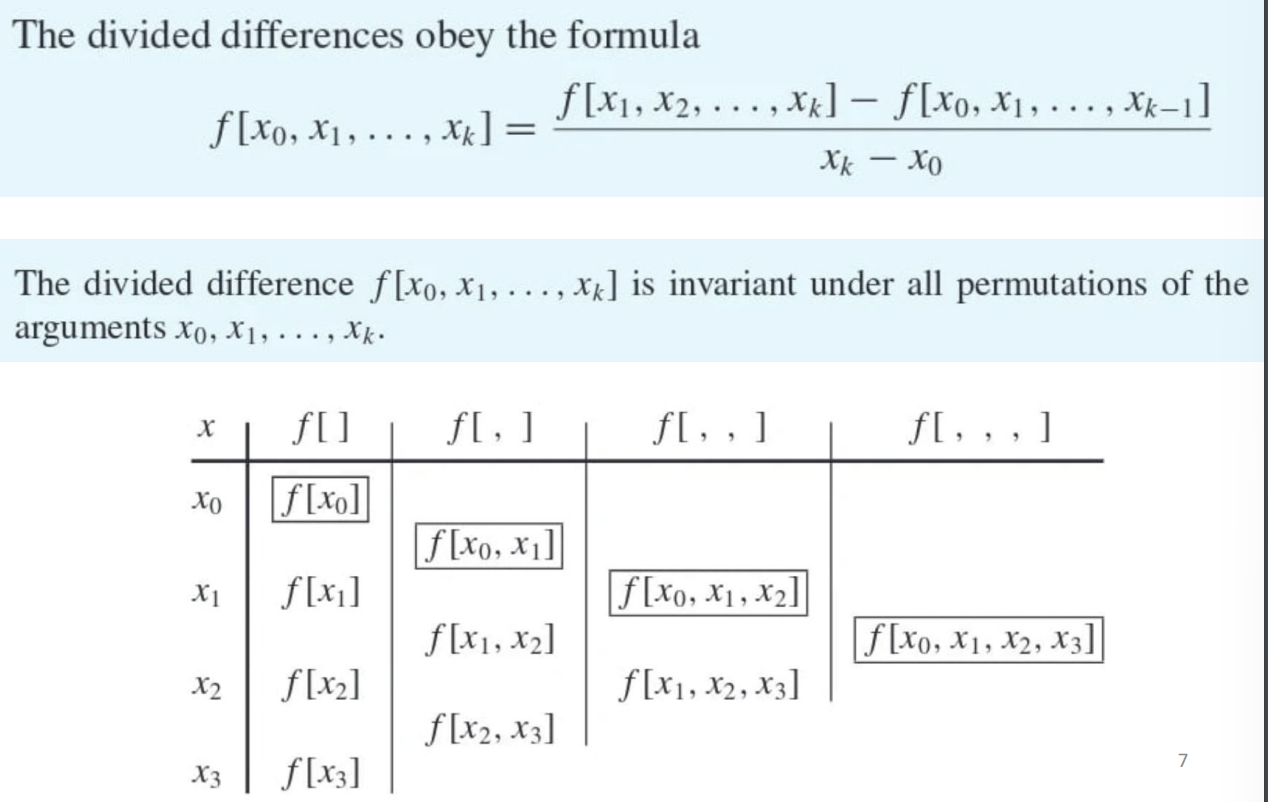 The divided differences obey the formula
f[x₀, x₁, . . . , xₖ] = (f[x₁, x₂, . . . , xₖ] − f[x₀, x₁, . . . , xₖ₋₁]) / (xₖ − x₀)
The divided difference f[x₀, x₁, . . . , xₖ] is invariant under all permutations of the
arguments x₀, x₁, . . . , xₖ.
x f[ ] f[ , ] f[ , , ] f[ , , , ]
x₀ f[x₀]
f[x₀, x₁]
x₁ f[x₁] f[x₀, x₁, x₂]
f[x₁, x₂] f[x₀, x₁, x₂, x₃]
x₂ f[x₂] f[x₁, x₂, x₃]
f[x₂, x₃]
x₃ f[x₃]
7